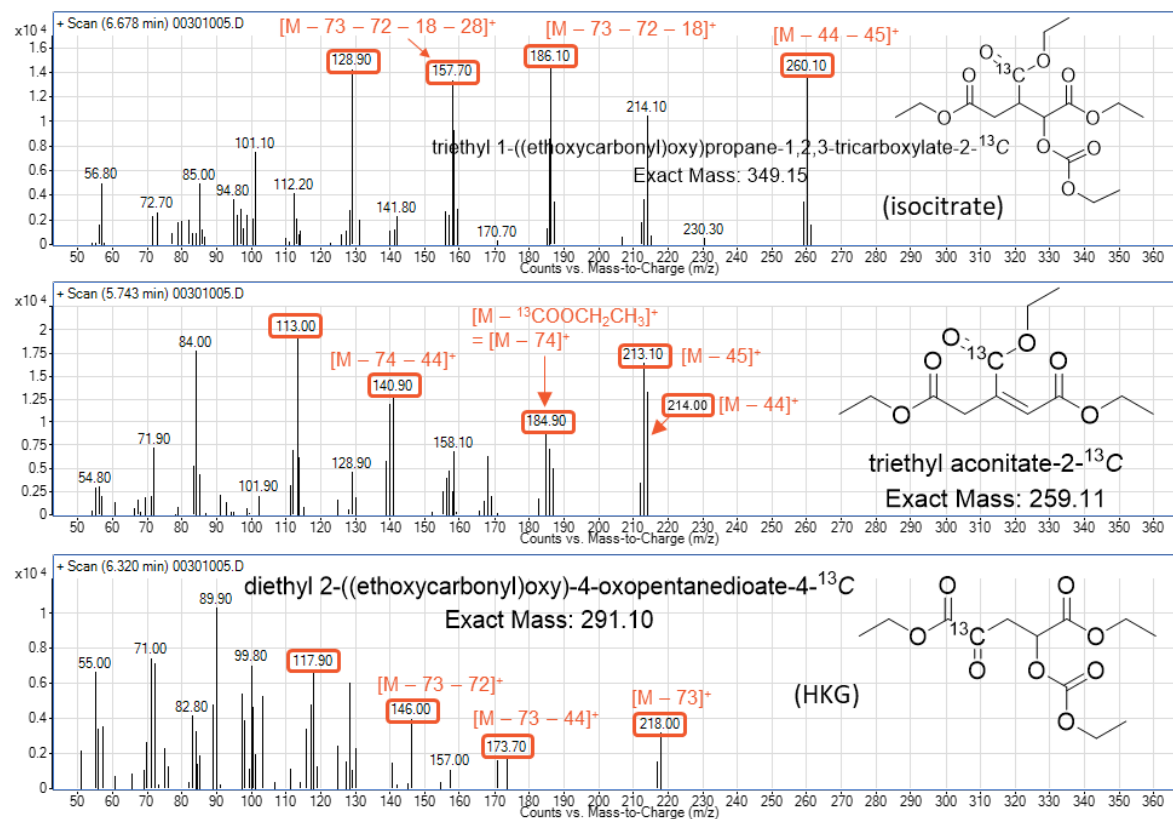 + Scan (6.678 min) 00301005.D
[M – 73 – 72 – 18 – 28]⁺
[M – 73 – 72 – 18]⁺
[M – 44 – 45]⁺
x10⁴
1.6
1.4
1.2
1
0.8
0.6
0.4
0.2
0
56.80
72.70
85.00
94.80
101.10
112.20
128.90
141.80
157.70
170.70
186.10
214.10
230.30
260.10
O
¹³C
O
O
O
O
O
O
O
O
triethyl 1-((ethoxycarbonyl)oxy)propane-1,2,3-tricarboxylate-2-¹³C
Exact Mass: 349.15
(isocitrate)
50 60 70 80 90 100 110 120 130 140 150 160 170 180 190 200 210 220 230 240 250 260 270 280 290 300 310 320 330 340 350 360
Counts vs. Mass-to-Charge (m/z)
+ Scan (5.743 min) 00301005.D
x10⁴
2
1.75
1.5
1.25
1
0.75
0.5
0.25
0
[M – ¹³COOCH₂CH₃]⁺
= [M – 74]⁺
[M – 74 – 44]⁺
[M – 45]⁺
[M – 44]⁺
54.80
71.90
84.00
101.90
113.00
128.90
140.90
158.10
184.90
213.10
214.00
O
¹³C
O
O
O
O
O
triethyl aconitate-2-¹³C
Exact Mass: 259.11
50 60 70 80 90 100 110 120 130 140 150 160 170 180 190 200 210 220 230 240 250 260 270 280 290 300 310 320 330 340 350 360
Counts vs. Mass-to-Charge (m/z)
+ Scan (6.320 min) 00301005.D
x10⁴
1
0.8
0.6
0.4
0.2
0
diethyl 2-((ethoxycarbonyl)oxy)-4-oxopentanedioate-4-¹³C
Exact Mass: 291.10
[M – 73 – 72]⁺
[M – 73 – 44]⁺
[M – 73]⁺
55.00
71.00
82.80
89.90
99.80
117.90
146.00
157.00
173.70
218.00
O
O
¹³C
O
O
O
O
O
O
(HKG)
50 60 70 80 90 100 110 120 130 140 150 160 170 180 190 200 210 220 230 240 250 260 270 280 290 300 310 320 330 340 350 360
Counts vs. Mass-to-Charge (m/z)